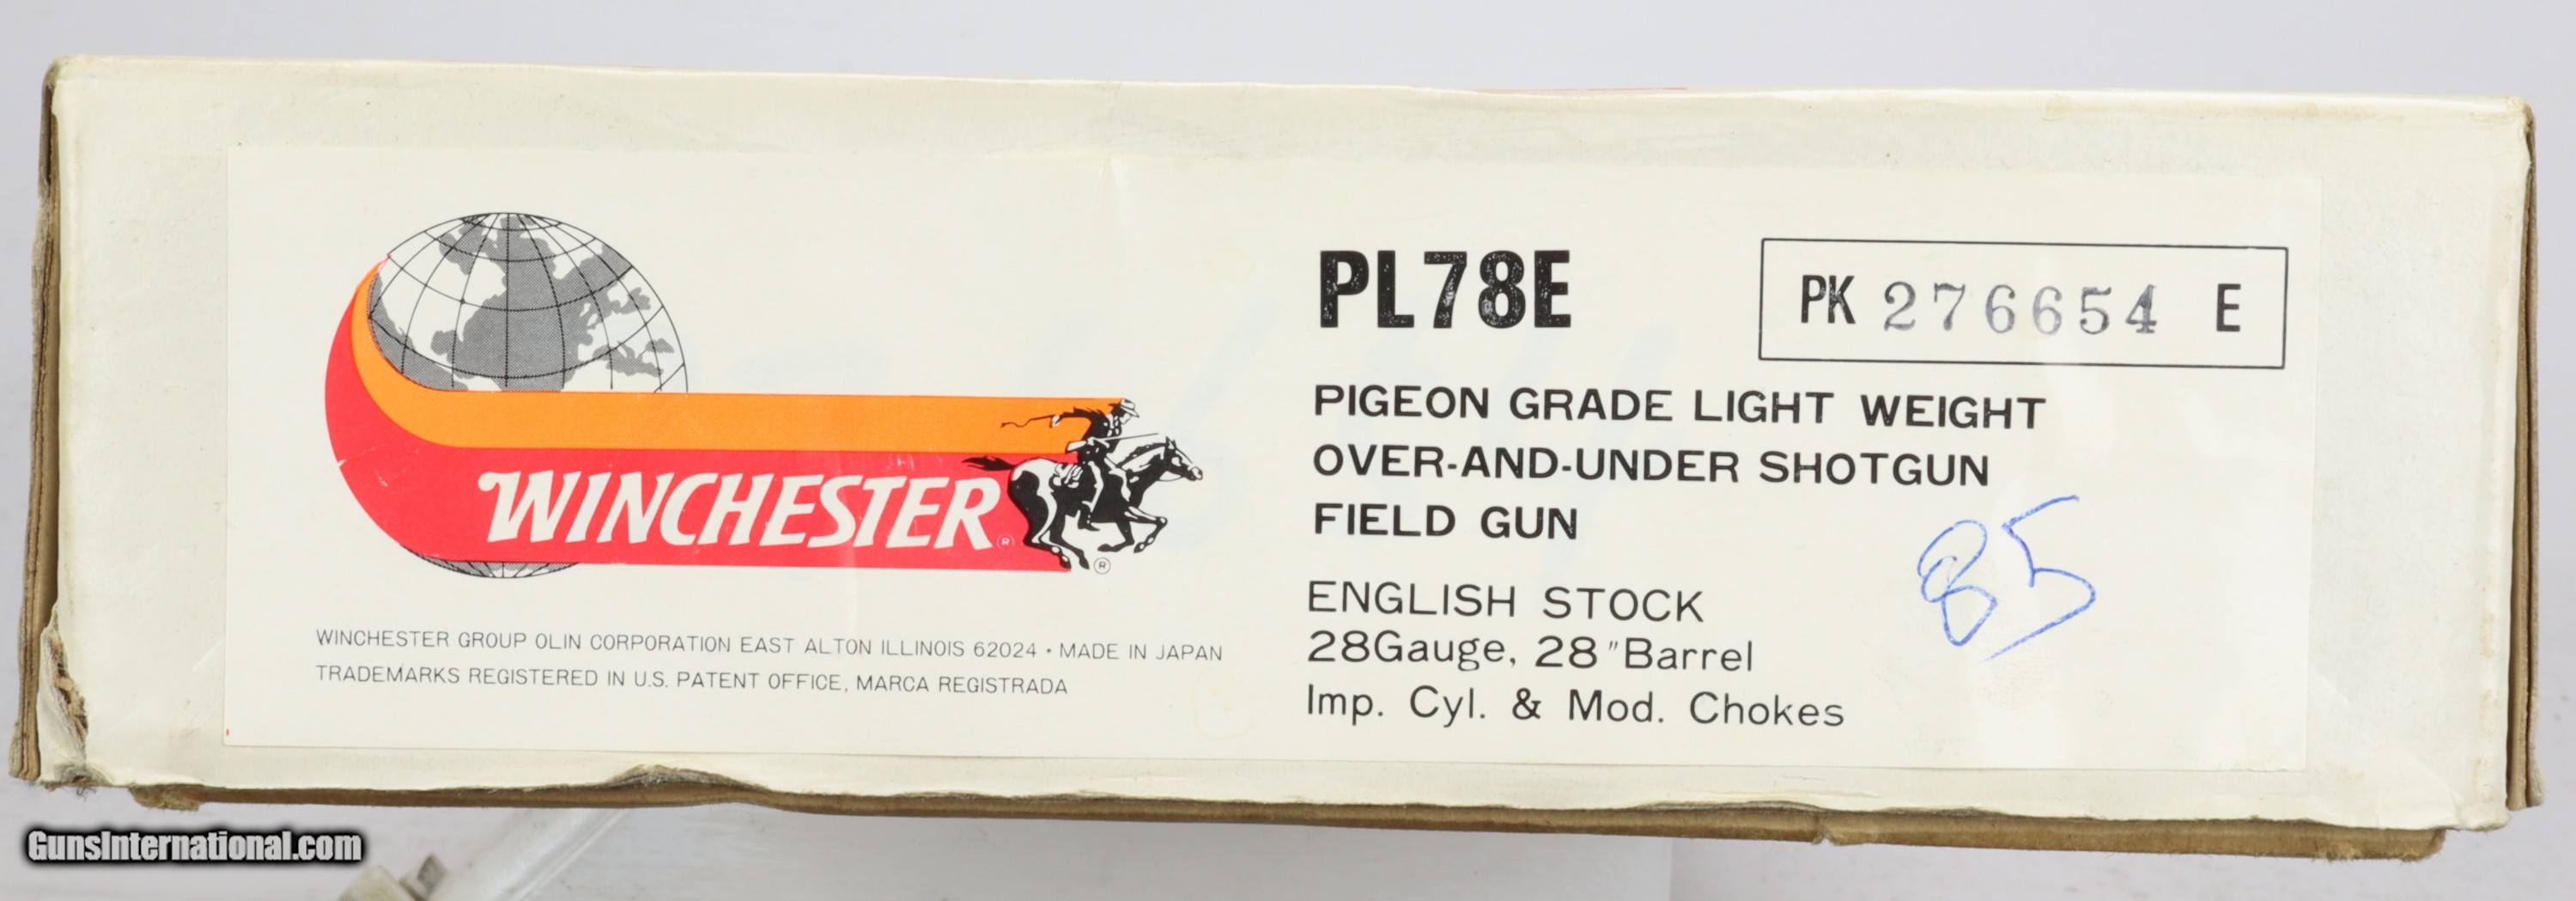 PL78E
PK 276654 E
PIGEON GRADE LIGHT WEIGHT
OVER-AND-UNDER SHOTGUN
FIELD GUN
ENGLISH STOCK
28Gauge, 28"Barrel
Imp. Cyl. & Mod. Chokes
85
WINCHESTER®
®
WINCHESTER GROUP OLIN CORPORATION EAST ALTON ILLINOIS 62024 • MADE IN JAPAN
TRADEMARKS REGISTERED IN U.S. PATENT OFFICE, MARCA REGISTRADA
GunsInternational.com